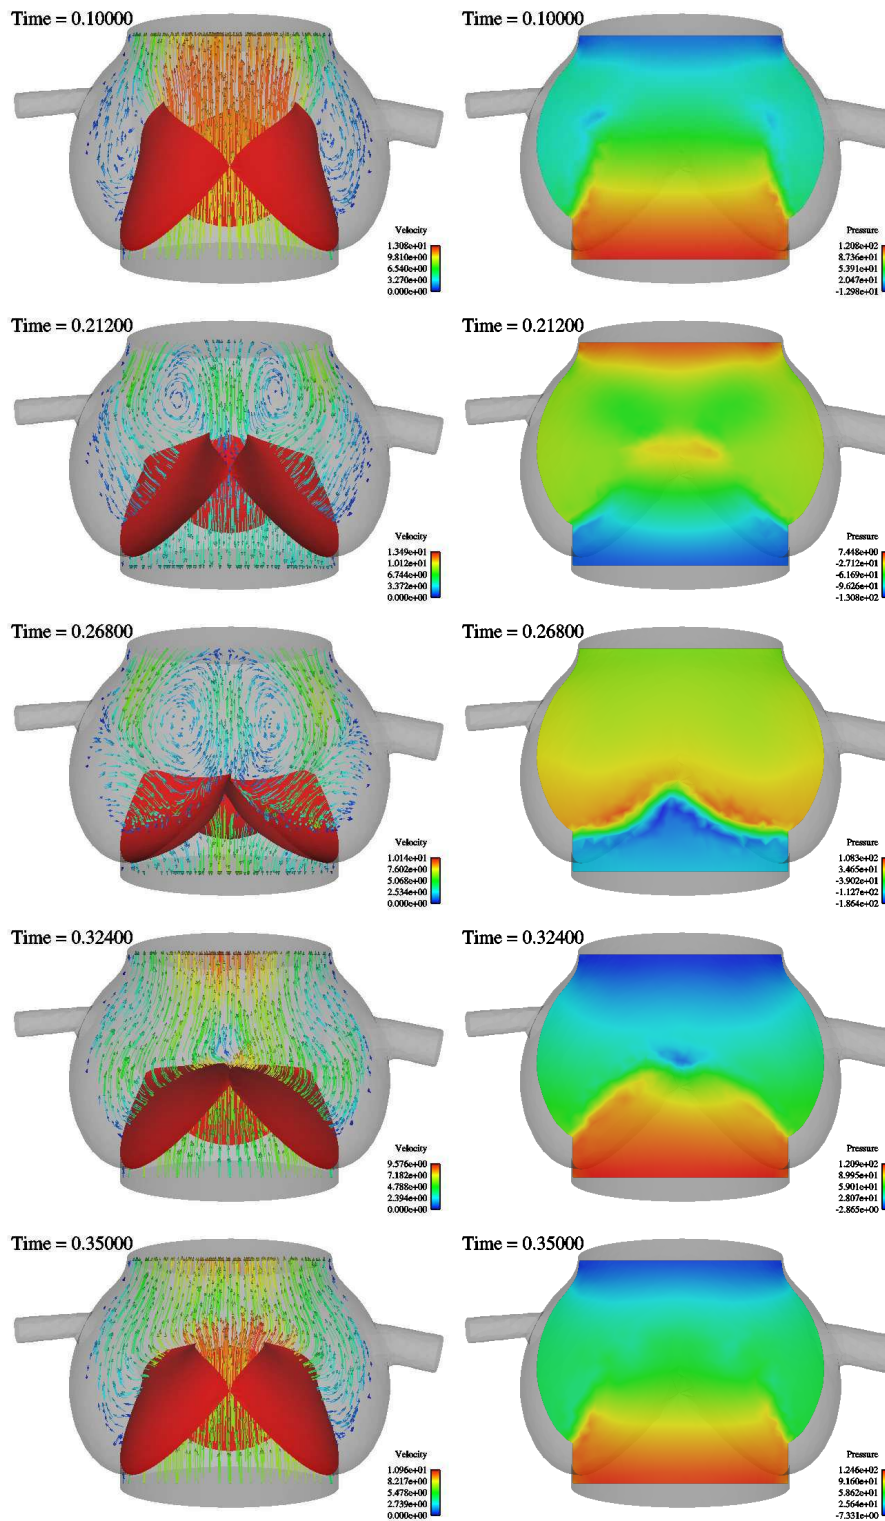 Time = 0.10000
Time = 0.10000
Velocity
1.308e+01
9.810e+00
6.540e+00
3.270e+00
0.000e+00
Pressure
1.208e+02
8.736e+01
5.391e+01
2.047e+01
-1.298e+01
Time = 0.21200
Time = 0.21200
Velocity
1.349e+01
1.012e+01
6.744e+00
3.372e+00
0.000e+00
Pressure
7.448e+00
-2.712e+01
-6.169e+01
-9.626e+01
-1.308e+02
Time = 0.26800
Time = 0.26800
Velocity
1.014e+01
7.602e+00
5.068e+00
2.534e+00
0.000e+00
Pressure
1.083e+02
3.465e+01
-3.902e+01
-1.127e+02
-1.864e+02
Time = 0.32400
Time = 0.32400
Velocity
9.576e+00
7.182e+00
4.788e+00
2.394e+00
0.000e+00
Pressure
1.209e+02
8.995e+01
5.901e+01
2.807e+01
-2.865e+00
Time = 0.35000
Time = 0.35000
Velocity
1.096e+01
8.217e+00
5.478e+00
2.739e+00
0.000e+00
Pressure
1.246e+02
9.160e+01
5.862e+01
2.564e+01
-7.331e+00